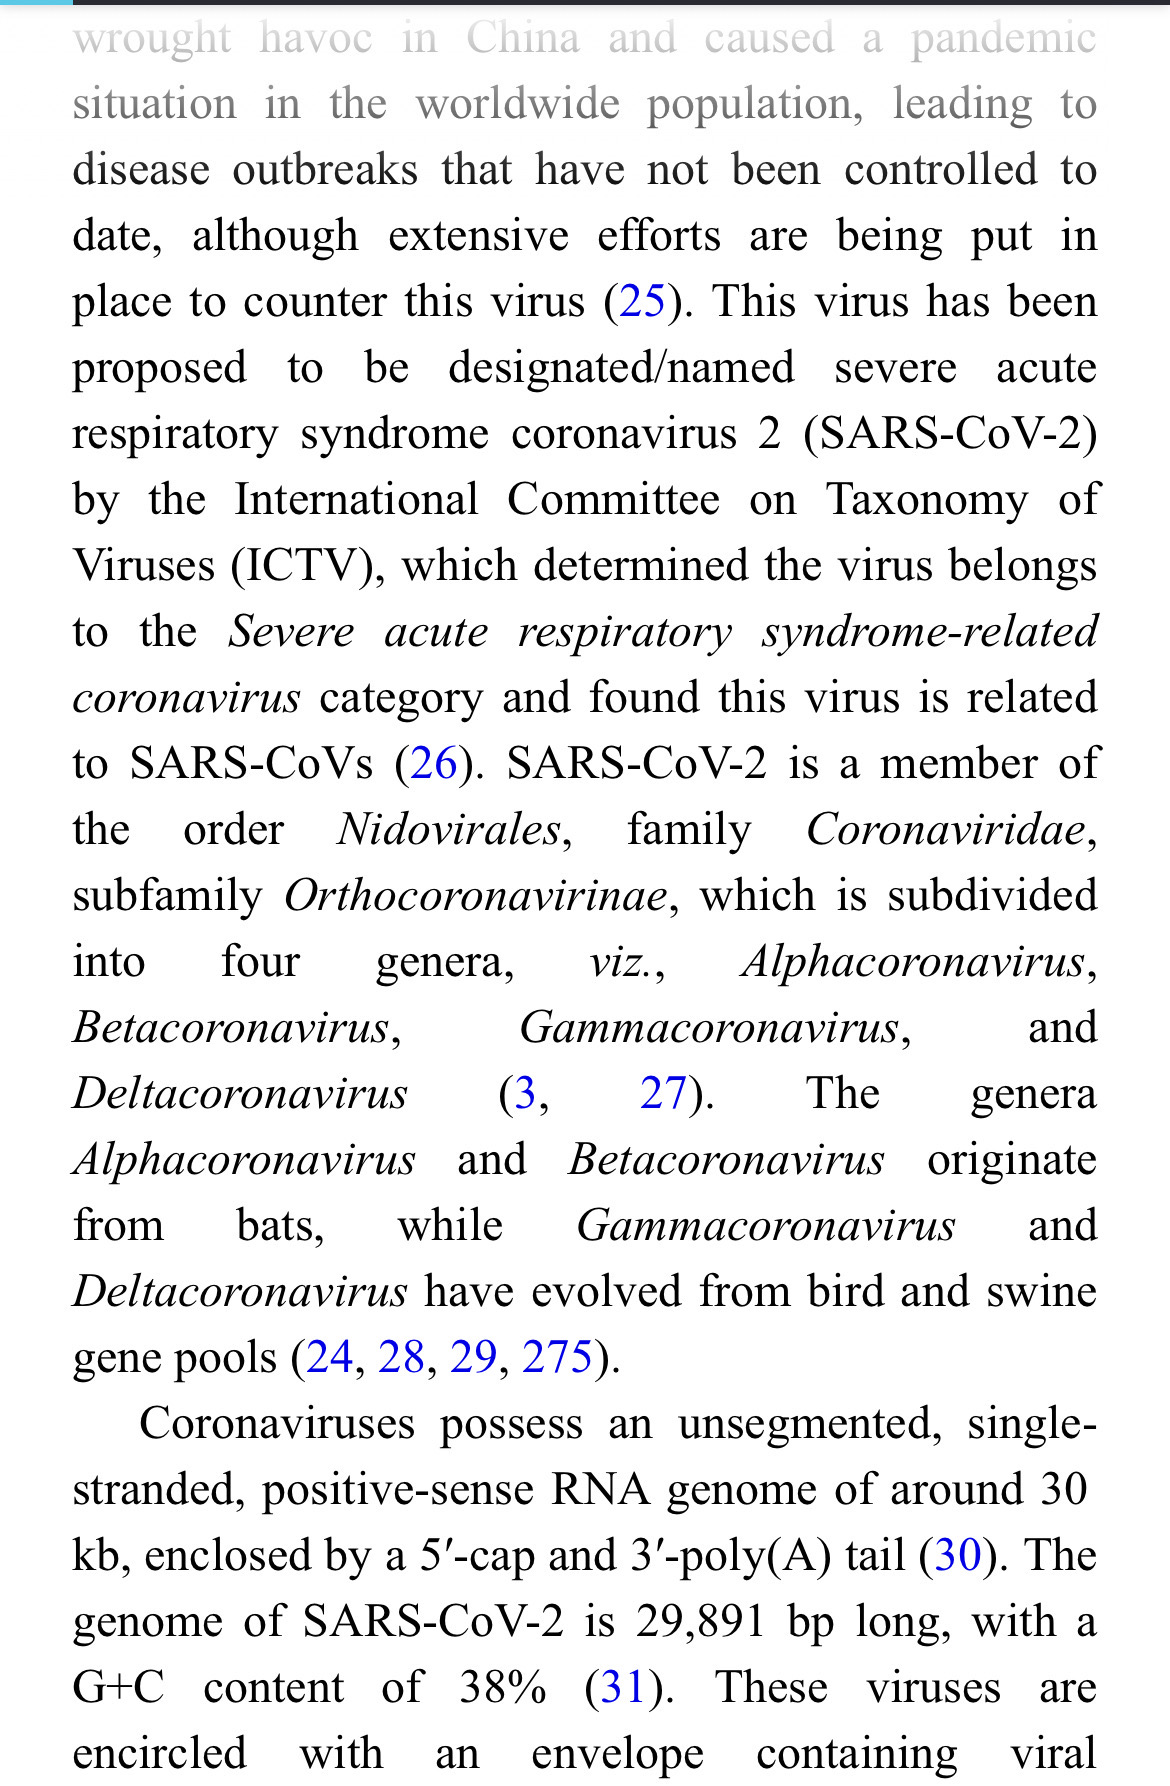 wrought havoc in China and caused a pandemic
situation in the worldwide population, leading to
disease outbreaks that have not been controlled to
date, although extensive efforts are being put in
place to counter this virus (25). This virus has been
proposed to be designated/named severe acute
respiratory syndrome coronavirus 2 (SARS-CoV-2)
by the International Committee on Taxonomy of
Viruses (ICTV), which determined the virus belongs
to the Severe acute respiratory syndrome-related
coronavirus category and found this virus is related
to SARS-CoVs (26). SARS-CoV-2 is a member of
the order Nidovirales, family Coronaviridae,
subfamily Orthocoronavirinae, which is subdivided
into four genera, viz., Alphacoronavirus,
Betacoronavirus, Gammacoronavirus, and
Deltacoronavirus (3, 27). The genera
Alphacoronavirus and Betacoronavirus originate
from bats, while Gammacoronavirus and
Deltacoronavirus have evolved from bird and swine
gene pools (24, 28, 29, 275).
Coronaviruses possess an unsegmented, single-
stranded, positive-sense RNA genome of around 30
kb, enclosed by a 5′-cap and 3′-poly(A) tail (30). The
genome of SARS-CoV-2 is 29,891 bp long, with a
G+C content of 38% (31). These viruses are
encircled with an envelope containing viral